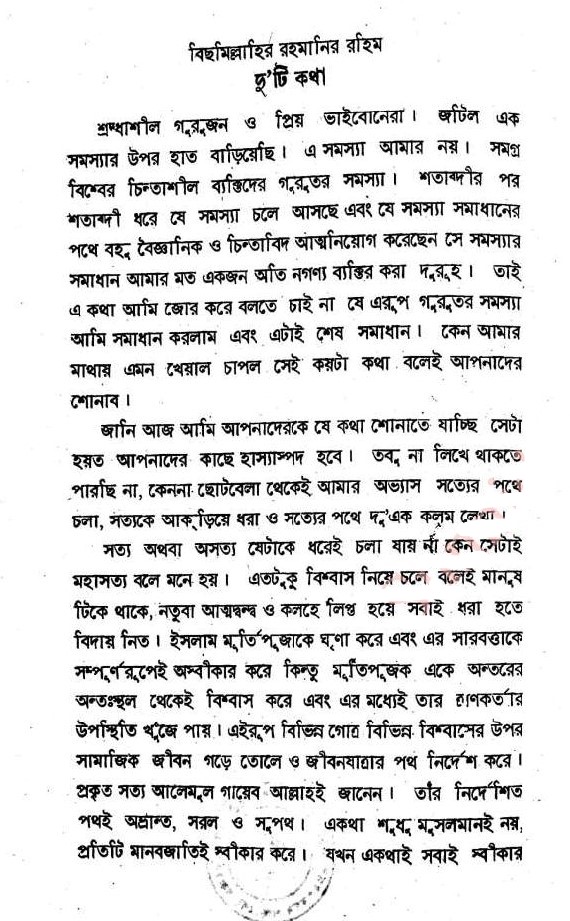 বিছমিল্লাহির রহমানির রহিম
দু'টি কথা
শ্রদ্ধাশীল গুরুজন ও প্রিয় ভাইবোনেরা। জটিল এক
সমস্যার উপর হাত বাড়িয়েছি। এ সমস্যা আমার নয়। সমগ্র
বিশ্বের চিন্তাশীল ব্যক্তিদের গুরুতর সমস্যা। শতাব্দীর পর
শতাব্দী ধরে যে সমস্যা চলে আসছে এবং যে সমস্যা সমাধানের
পথে বহু বৈজ্ঞানিক ও চিন্তাবিদ আত্মনিয়োগ করেছেন সে সমস্যার
সমাধান আমার মত একজন অতি নগণ্য ব্যক্তির করা দুরূহ। তাই
এ কথা আমি জোর করে বলতে চাই না যে এরূপ গুরুতর সমস্যা
আমি সমাধান করলাম এবং এটাই শেষ সমাধান। কেন আমার
মাথায় এমন খেয়াল চাপল সেই কয়টা কথা বলেই আপনাদের
শোনাব।
জানি আজ আমি আপনাদেরকে যে কথা শোনাতে যাচ্ছি সেটা
হয়ত আপনাদের কাছে হাস্যাস্পদ হবে। তবু না লিখে থাকতে
পারছি না, কেননা ছোটবেলা থেকেই আমার অভ্যাস সত্যের পথে
চলা, সত্যকে আকড়িয়ে ধরা ও সত্যের পথে দু'এক কলম লেখা।
সত্য অথবা অসত্য যেটাকে ধরেই চলা যায় না কেন সেটাই
মহাসত্য বলে মনে হয়। এতটুকু বিশ্বাস নিয়ে চলে বলেই মানুষ
টিকে থাকে, নতুবা আত্মদ্বন্দ্ব ও কলহে লিপ্ত হয়ে সবাই ধরা হতে
বিদায় নিত। ইসলাম মূর্তিপূজাকে ঘৃণা করে এবং এর সারবত্তাকে
সম্পূর্ণরূপেই অস্বীকার করে কিন্তু মূর্তিপূজক একে অন্তরের
অন্তঃস্থল থেকেই বিশ্বাস করে এবং এর মধ্যেই তার ত্রাণকর্তার
উপস্থিতি খুঁজে পায়। এইরূপ বিভিন্ন গোত্র বিভিন্ন বিশ্বাসের উপর
সামাজিক জীবন গড়ে তোলে ও জীবনযাত্রার পথ নির্দেশ করে।
প্রকৃত সত্য আলেমুল গায়েব আল্লাহই জানেন। তাঁর নির্দেশিত
পথই অভ্রান্ত, সরল ও সুপথ। একথা শুধু মুসলমানই নয়,
প্রতিটি মানবজাতিই স্বীকার করে। যখন একথাই সবাই স্বীকার